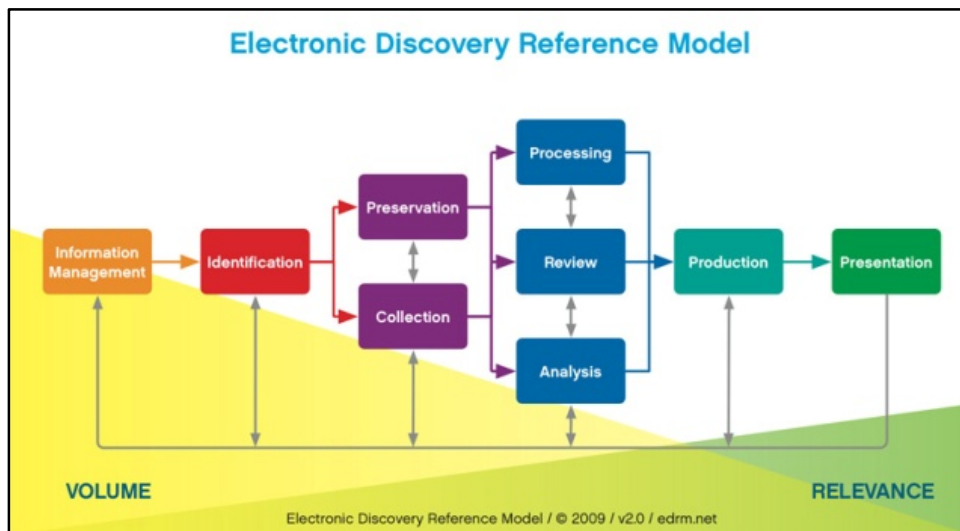 Electronic Discovery Reference Model
Processing
Preservation
Information
Management
Identification
Review
Production
Presentation
Collection
Analysis
VOLUME
RELEVANCE
Electronic Discovery Reference Model / © 2009 / v2.0 / edrm.net